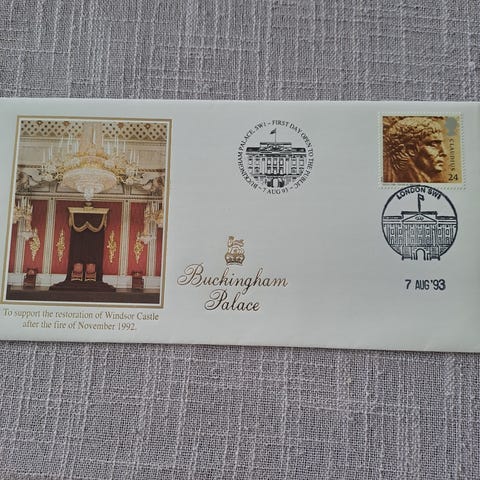 BUCKINGHAM PALACE, SW1 - FIRST DAY OPEN TO THE PUBLIC
- 7 AUG 93 -
CLAUDIUS
24
LONDON SW1
7 AUG '93
Buckingham
Palace
To support the restoration of Windsor Castle
after the fire of November 1992.